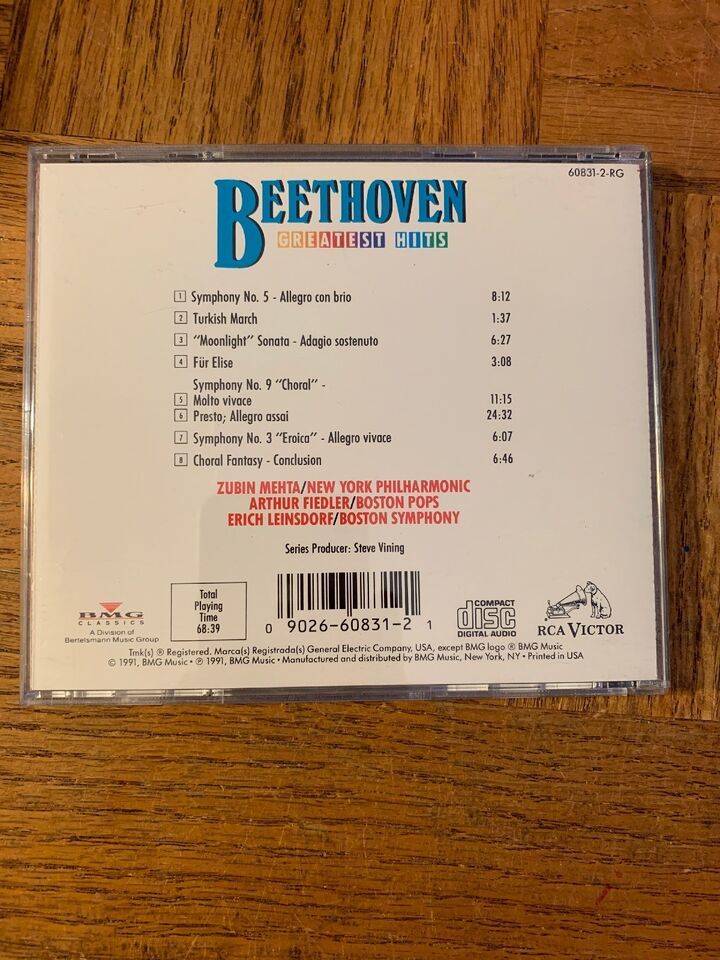 60831-2-RG
BEETHOVEN
GREATEST HITS
1 Symphony No. 5 - Allegro con brio 8:12
2 Turkish March 1:37
3 "Moonlight" Sonata - Adagio sostenuto 6:27
4 Für Elise 3:08
Symphony No. 9 "Choral" -
5 Molto vivace 11:15
6 Presto; Allegro assai 24:32
7 Symphony No. 3 "Eroica" - Allegro vivace 6:07
8 Choral Fantasy - Conclusion 6:46
ZUBIN MEHTA/NEW YORK PHILHARMONIC
ARTHUR FIEDLER/BOSTON POPS
ERICH LEINSDORF/BOSTON SYMPHONY
Series Producer: Steve Vining
BMG
CLASSICS
A Division of
Bertelsmann Music Group
Total
Playing
Time
68:39
0 9026-60831-2 1
COMPACT
disc
DIGITAL AUDIO
RCA VICTOR
Tmk(s) ® Registered. Marca(s) Registrada(s) General Electric Company, USA, except BMG logo ® BMG Music
© 1991, BMG Music • ℗ 1991, BMG Music • Manufactured and distributed by BMG Music, New York, NY • Printed in USA